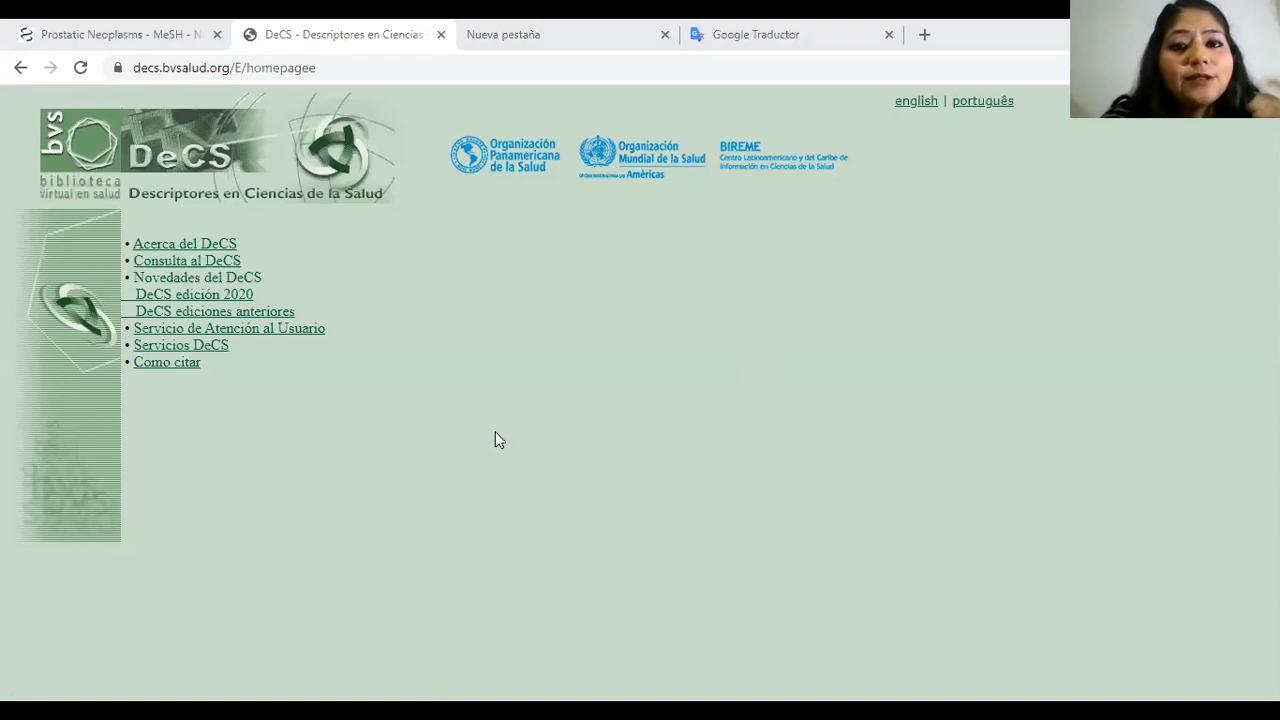 Prostatic Neoplasms - MeSH - N
DeCS - Descriptores en Ciencias
Nueva pestaña
Google Traductor
decs.bvsalud.org/E/homepagee
english | português
bvs
DeCS
biblioteca
virtual en salud
Descriptores en Ciencias de la Salud
Organización
Panamericana
de la Salud
Organización
Mundial de la Salud
Américas
BIREME
Centro Latinoamericano y del Caribe de
Información en Ciencias de la Salud
• Acerca del DeCS
• Consulta al DeCS
• Novedades del DeCS
DeCS edición 2020
DeCS ediciones anteriores
• Servicio de Atención al Usuario
• Servicios DeCS
• Como citar